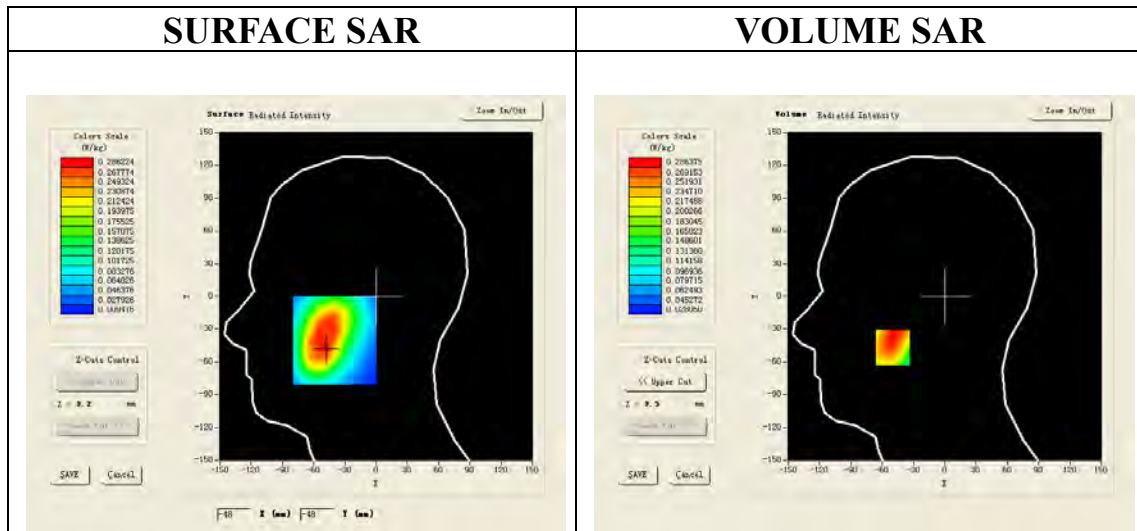 SURFACE SAR
VOLUME SAR
Surface Radiated Intensity
Zoom In/Out
Colors Scale
(W/kg)
0.286224
0.267774
0.249324
0.230874
0.212424
0.193975
0.175525
0.157075
0.138625
0.120175
0.101725
0.083276
0.064826
0.046376
0.027926
150
120
90
60
30
0
-30
-60
-90
-120
-150
-150 -120 -90 -60 -30 0 30 60 90 120 150
Z-Cuts Control
mm
SAVE
Cancel
-48 X (mm) -48 Y (mm)
Volume Radiated Intensity
Zoom In/Out
Colors Scale
(W/kg)
0.286375
0.269153
0.251931
0.234710
0.217488
0.200266
0.183045
0.165823
0.148601
0.131380
0.114158
0.096936
0.079715
0.062493
0.045272
150
120
90
60
30
0
-30
-60
-90
-120
-150
-150 -120 -90 -60 -30 0 30 60 90 120 150
Z-Cuts Control
<< Upper Cut
mm
SAVE
Cancel